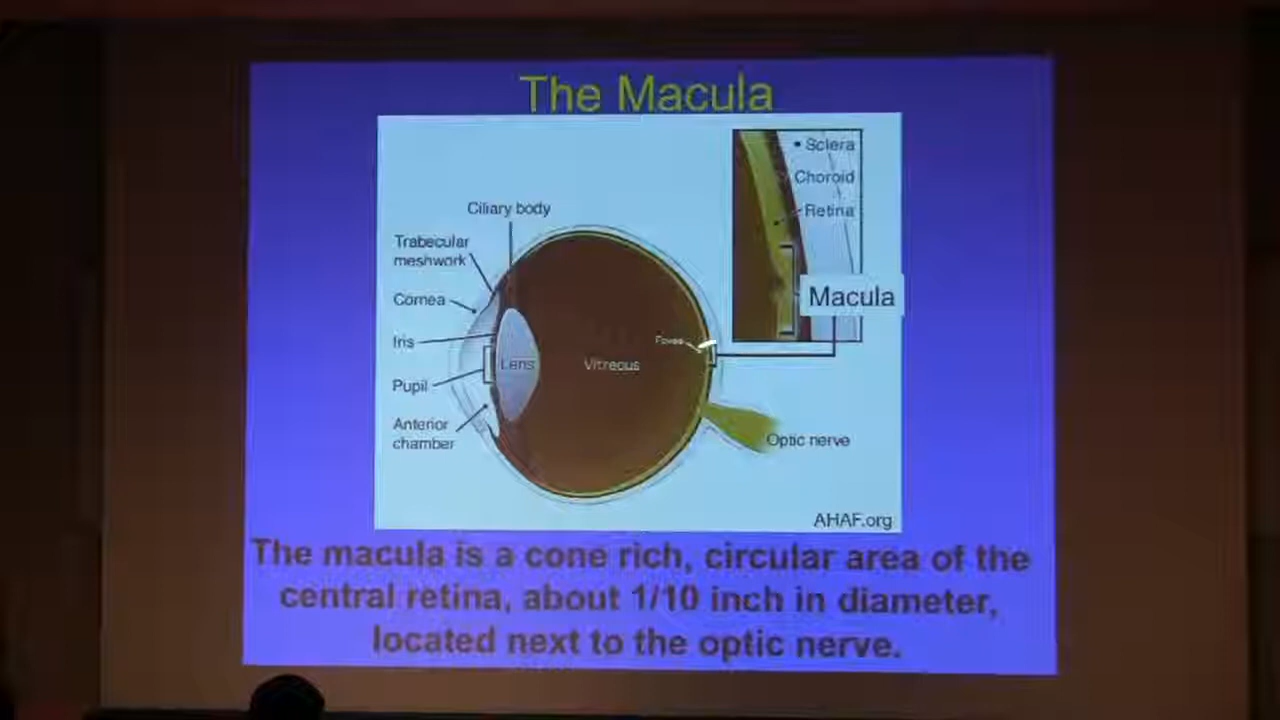 The Macula
Sclera
Choroid
Retina
Macula
Ciliary body
Trabecular
meshwork
Cornea
Iris
Pupil
Anterior
chamber
Lens
Vitreous
Fovea
Optic nerve
AHAF.org
The macula is a cone rich, circular area of the
central retina, about 1/10 inch in diameter,
located next to the optic nerve.